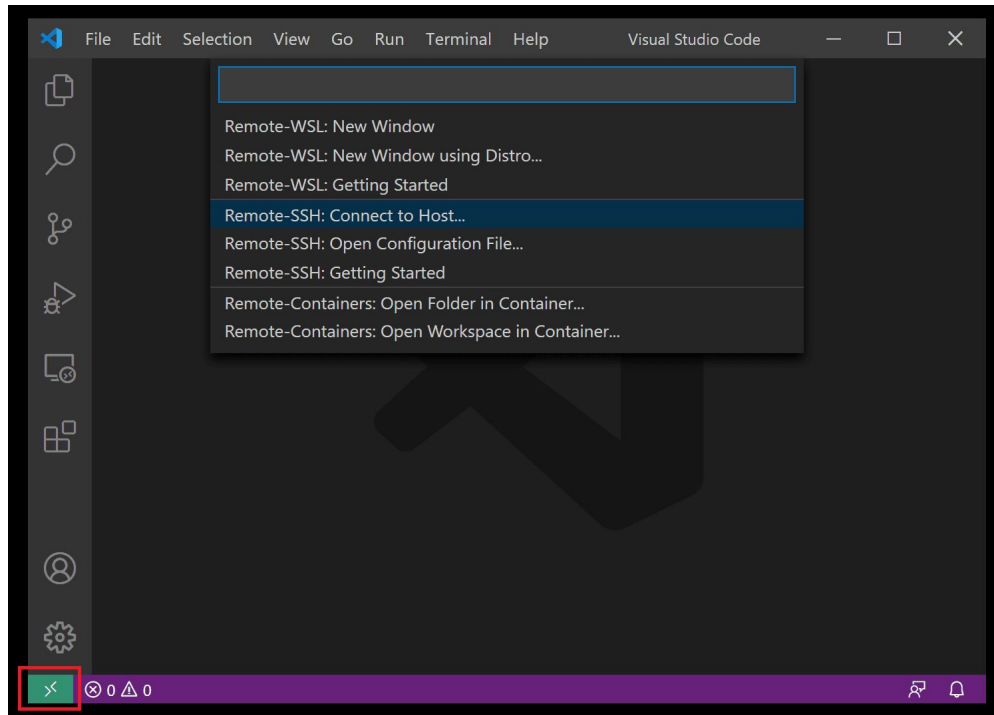 File Edit Selection View Go Run Terminal Help Visual Studio Code
Remote-WSL: New Window
Remote-WSL: New Window using Distro...
Remote-WSL: Getting Started
Remote-SSH: Connect to Host...
Remote-SSH: Open Configuration File...
Remote-SSH: Getting Started
Remote-Containers: Open Folder in Container...
Remote-Containers: Open Workspace in Container...
0 0